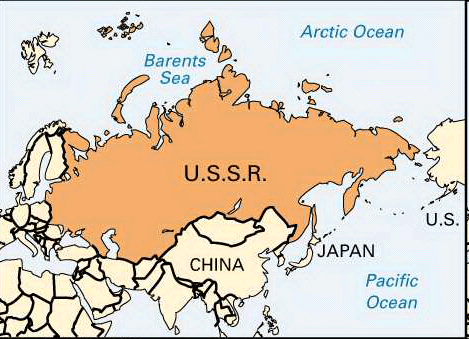 Arctic Ocean
Barents
Sea
U.S.S.R.
U.S.
JAPAN
CHINA
Pacific
Ocean